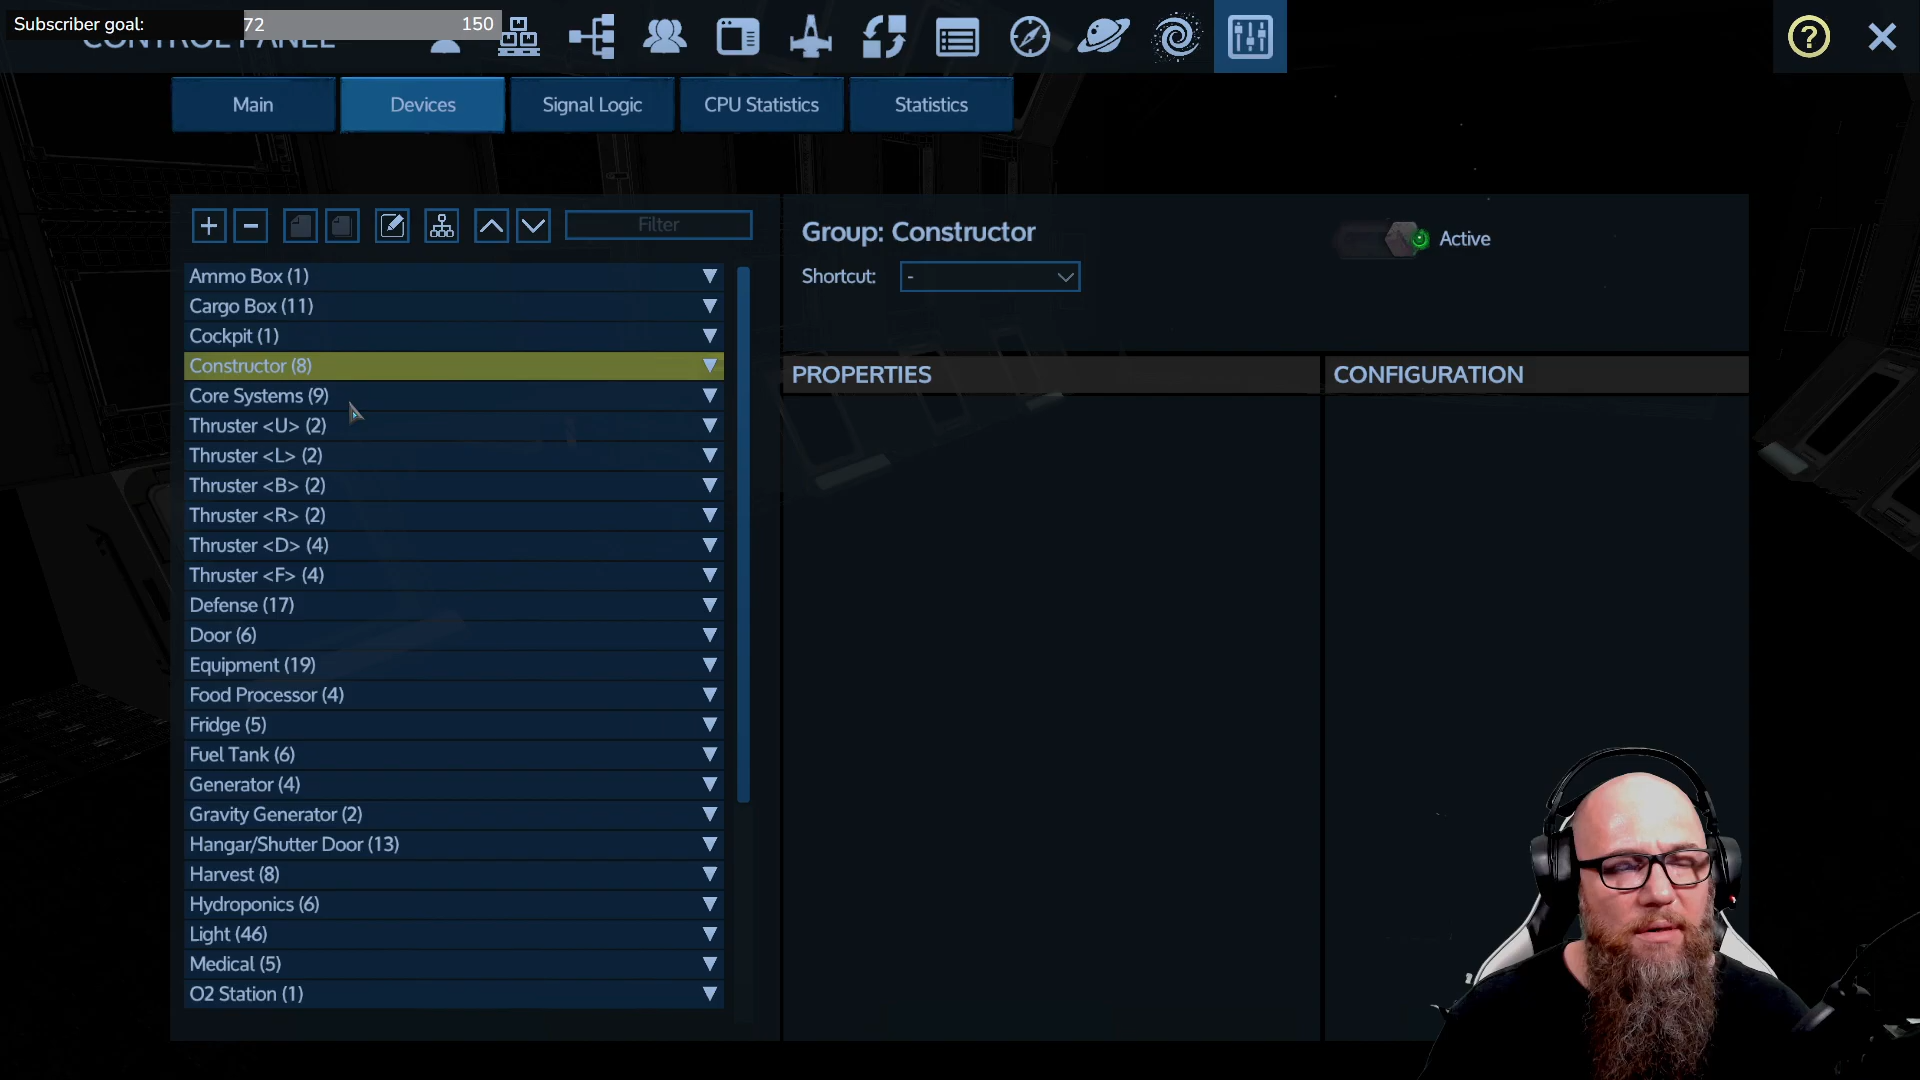 Subscriber goal: 72 150
CONTROL PANEL
Main
Devices
Signal Logic
CPU Statistics
Statistics
Filter
Ammo Box (1)
Cargo Box (11)
Cockpit (1)
Constructor (8)
Core Systems (9)
Thruster <U> (2)
Thruster <L> (2)
Thruster <B> (2)
Thruster <R> (2)
Thruster <D> (4)
Thruster <F> (4)
Defense (17)
Door (6)
Equipment (19)
Food Processor (4)
Fridge (5)
Fuel Tank (6)
Generator (4)
Gravity Generator (2)
Hangar/Shutter Door (13)
Harvest (8)
Hydroponics (6)
Light (46)
Medical (5)
O2 Station (1)
Group: Constructor
Active
Shortcut: -
PROPERTIES
CONFIGURATION